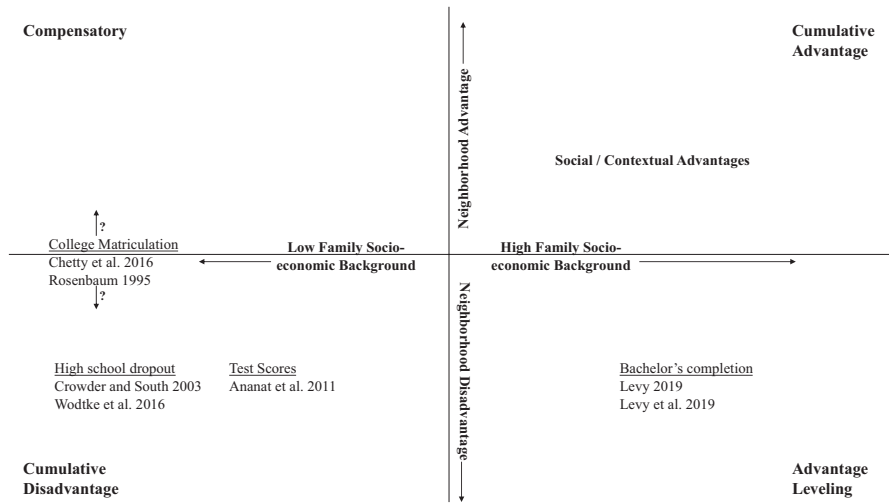 Compensatory
Cumulative
Advantage
Neighborhood Advantage
Social / Contextual Advantages
?
College Matriculation
Chetty et al. 2016
Rosenbaum 1995
?
Low Family Socio-
economic Background
High Family Socio-
economic Background
Neighborhood Disadvantage
High school dropout
Crowder and South 2003
Wodtke et al. 2016
Test Scores
Ananat et al. 2011
Bachelor's completion
Levy 2019
Levy et al. 2019
Cumulative
Disadvantage
Advantage
Leveling